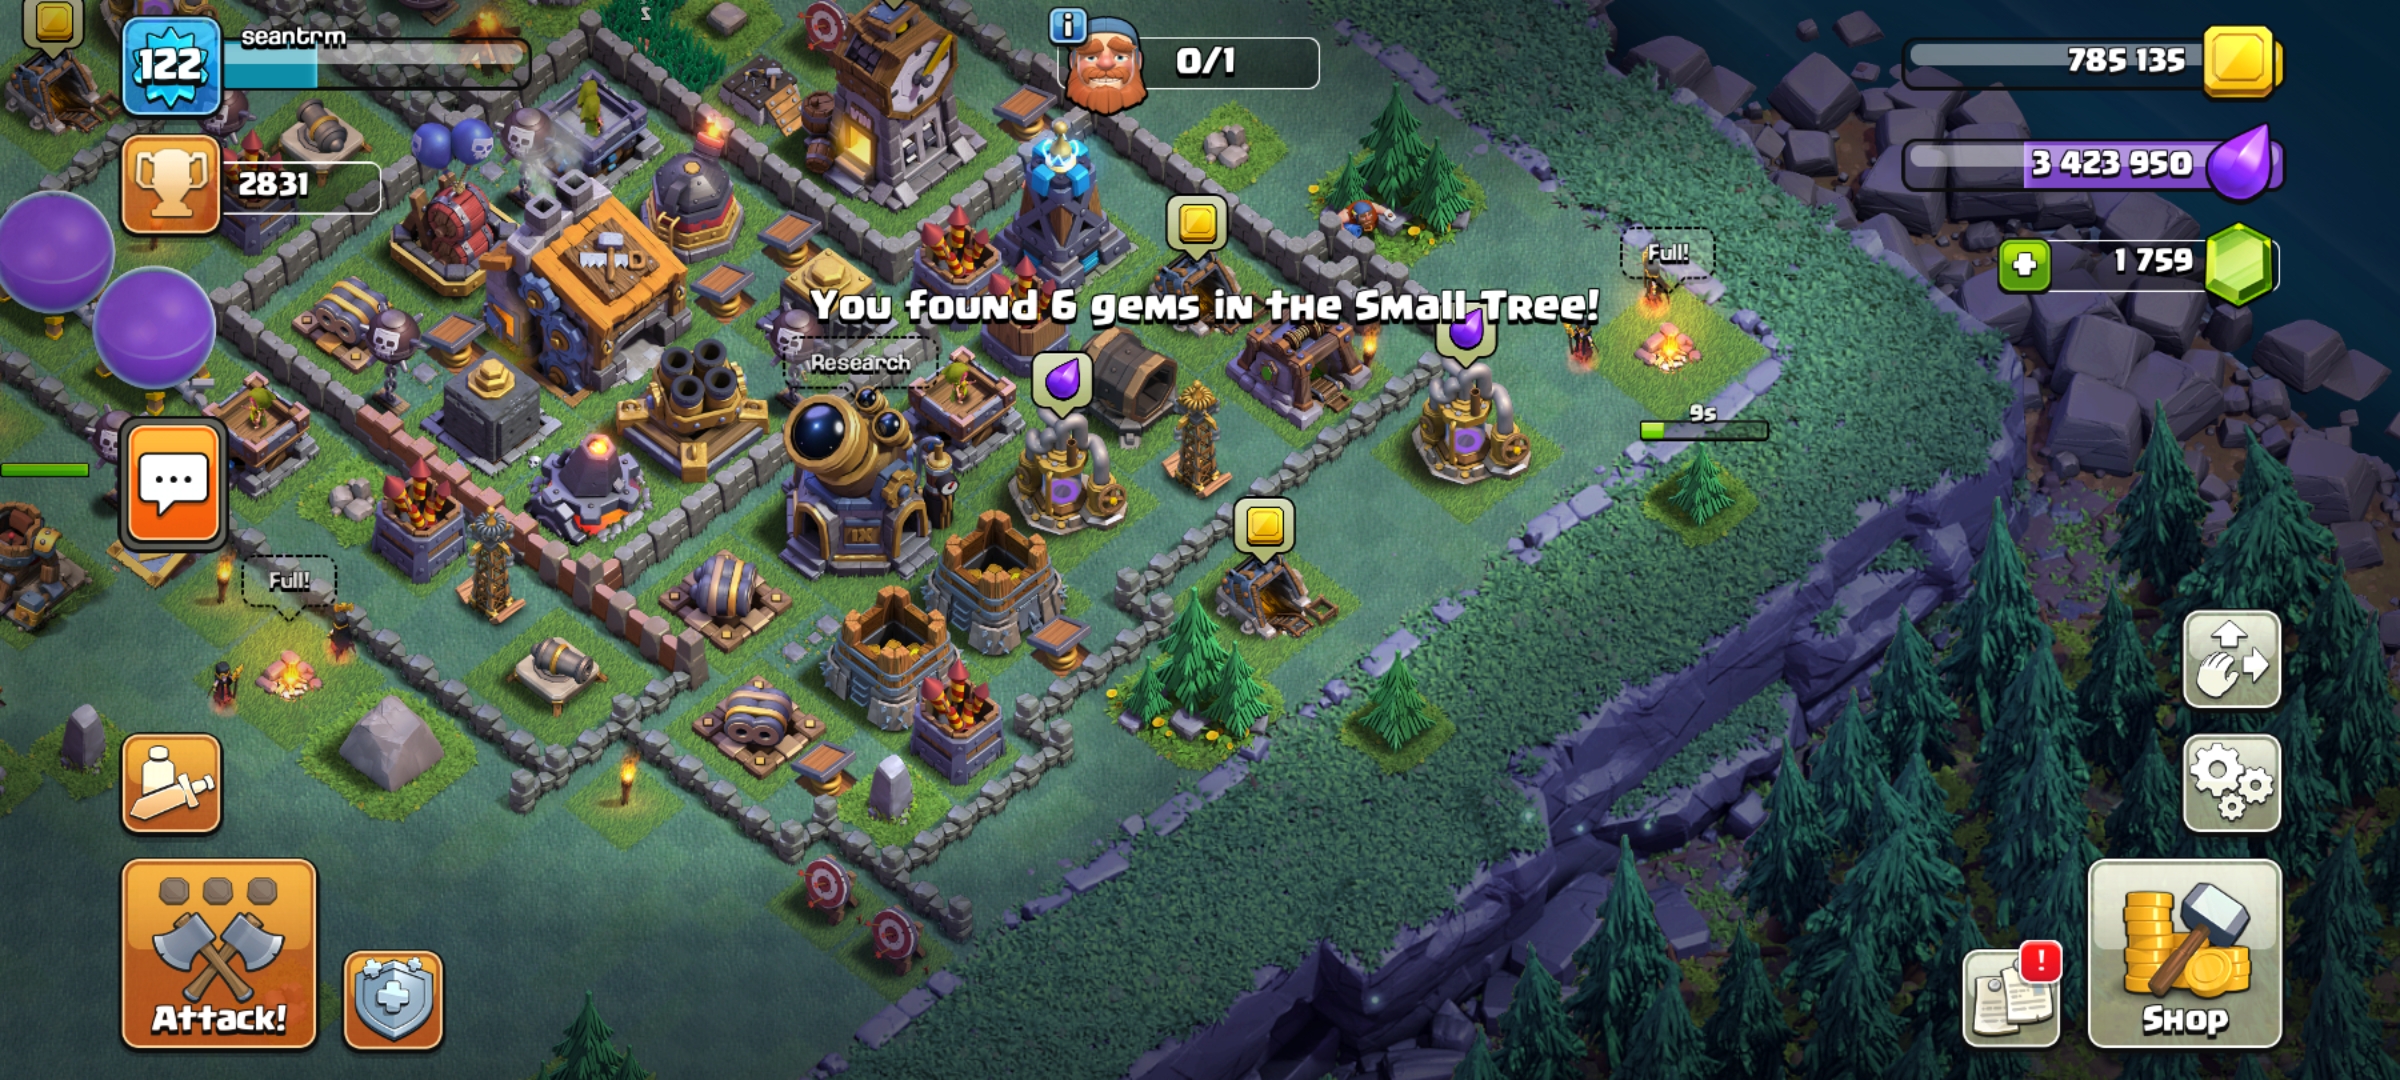 seantrm
122
0/1
785 135
2831
3 423 950
Full!
1 759
You found 6 gems in the Small Tree!
Research
9s
Full!
Attack!
Shop